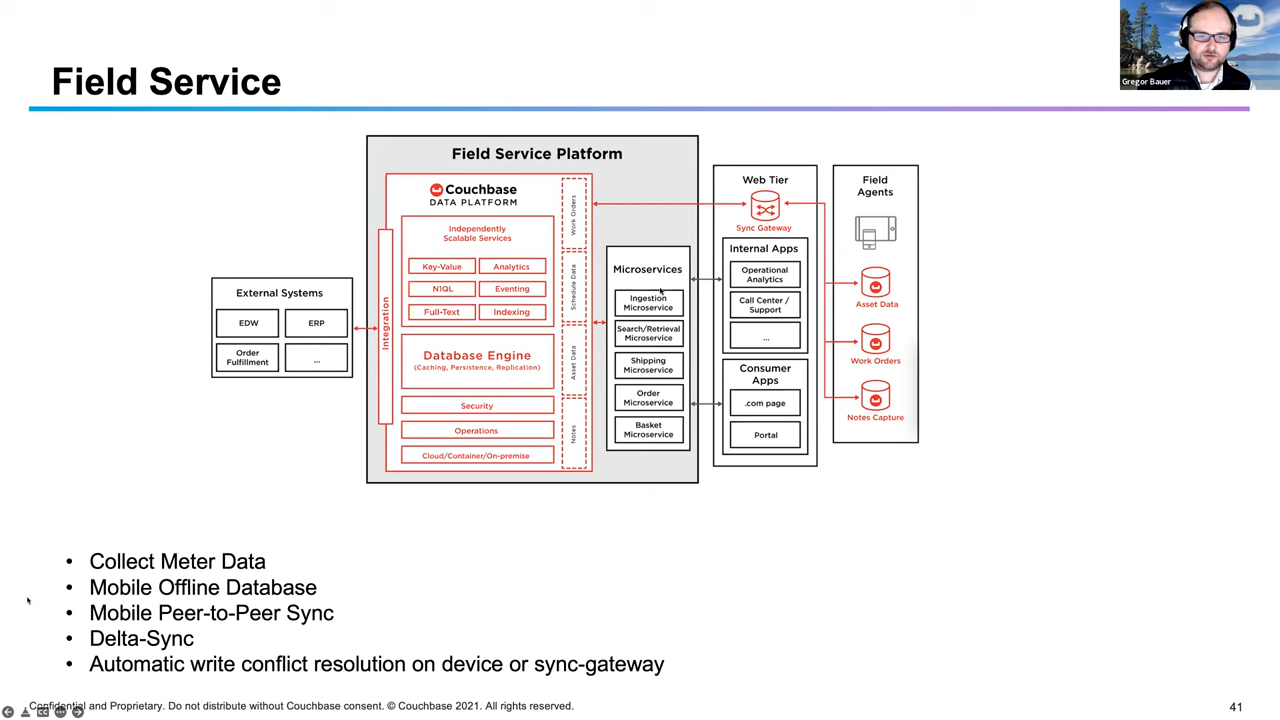 Field Service
Gregor Bauer
Field Service Platform
Couchbase
DATA PLATFORM
Independently
Scalable Services
Key-Value
Analytics
N1QL
Eventing
Full-Text
Indexing
Database Engine
(Caching, Persistence, Replication)
Security
Operations
Cloud/Container/On-premise
Integration
Work Orders
Schedule Data
Asset Data
Notes
External Systems
EDW
ERP
Order
Fulfillment
...
Microservices
Ingestion
Microservice
Search/Retrieval
Microservice
Shipping
Microservice
Order
Microservice
Basket
Microservice
Web Tier
Sync Gateway
Internal Apps
Operational
Analytics
Call Center /
Support
...
Consumer
Apps
.com page
Portal
Field
Agents
Asset Data
Work Orders
Notes Capture
• Collect Meter Data
• Mobile Offline Database
• Mobile Peer-to-Peer Sync
• Delta-Sync
• Automatic write conflict resolution on device or sync-gateway
Confidential and Proprietary. Do not distribute without Couchbase consent. © Couchbase 2021. All rights reserved.
41